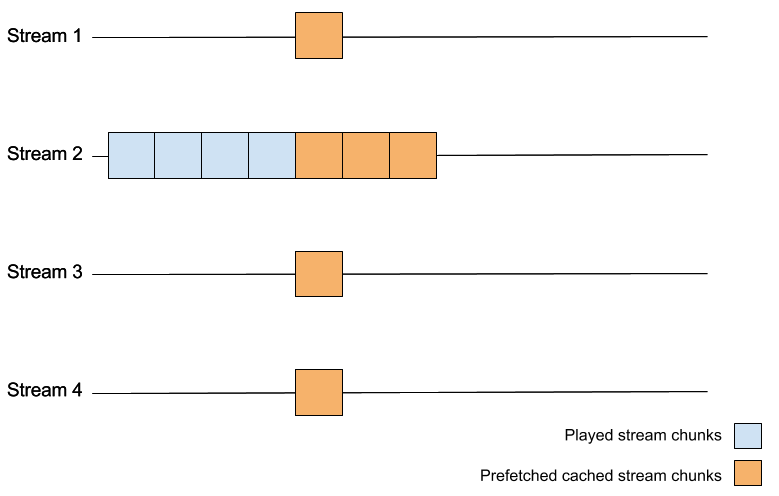 Stream 1
Stream 2
Stream 3
Stream 4
Played stream chunks
Prefetched cached stream chunks